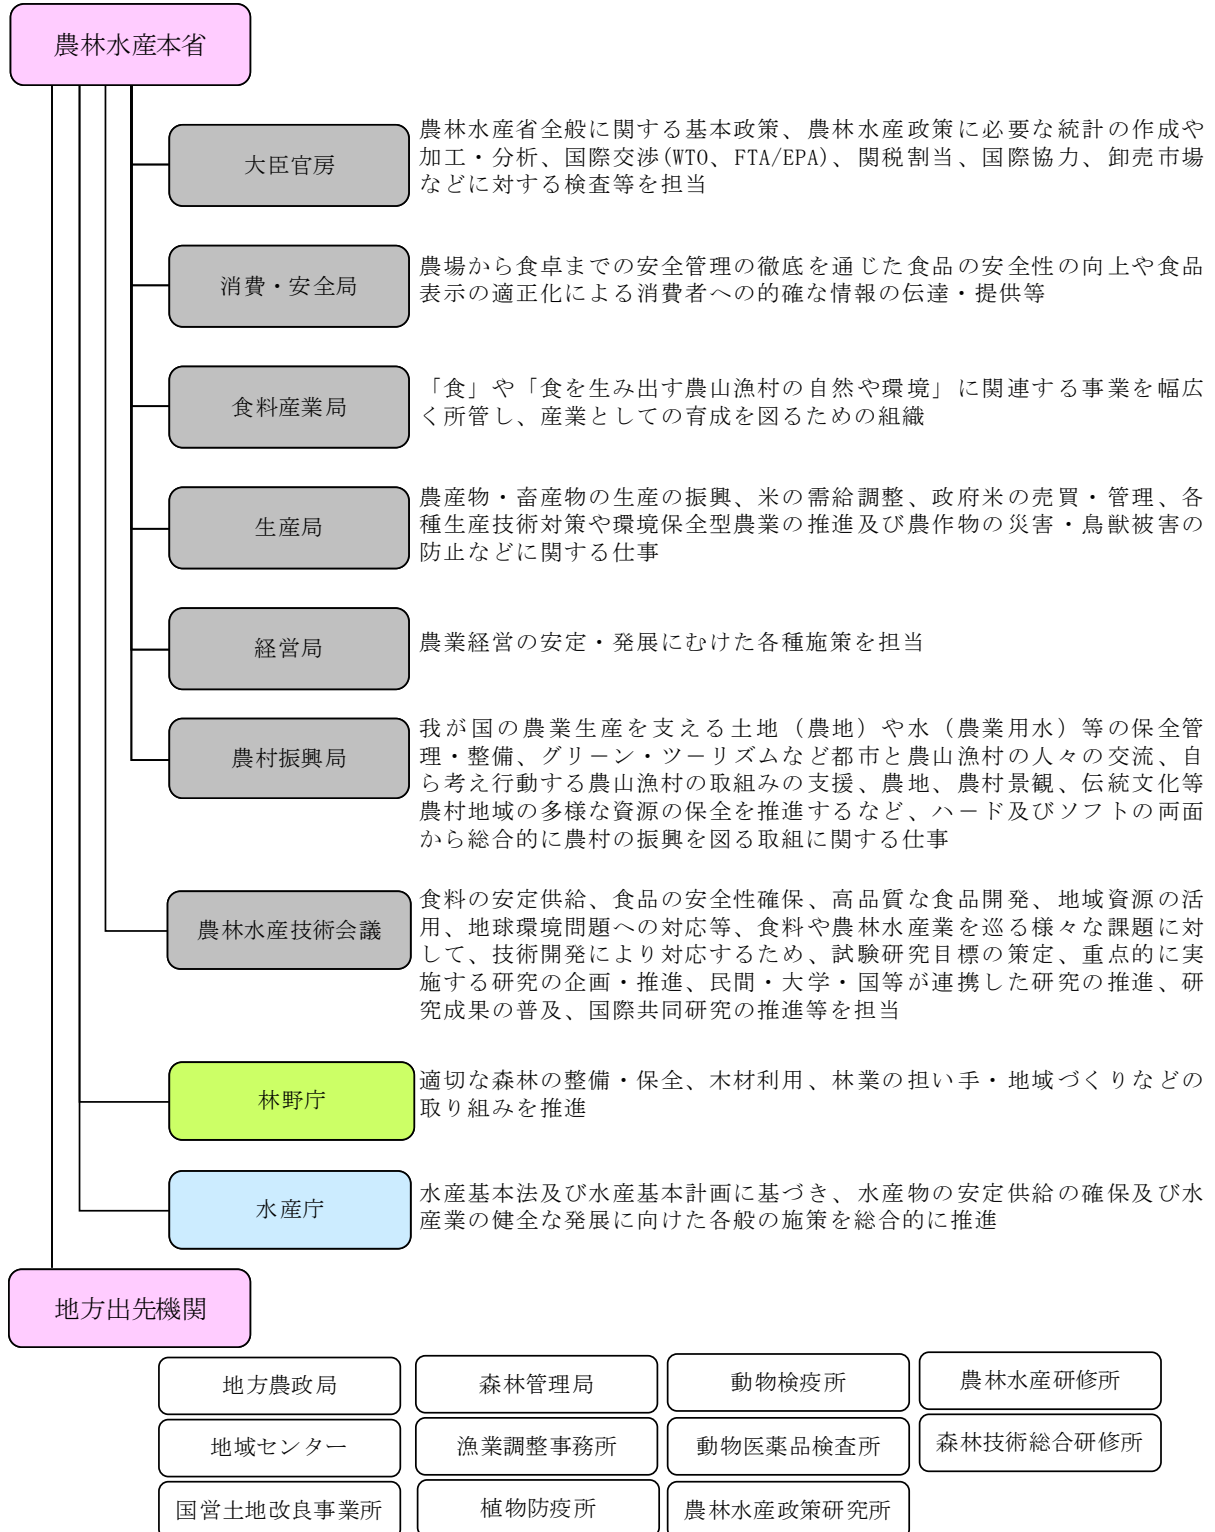 農林水産本省
大臣官房
農林水産省全般に関する基本政策、農林水産政策に必要な統計の作成や
加工・分析、国際交渉(WTO、FTA/EPA)、関税割当、国際協力、卸売市場
などに対する検査等を担当
消費・安全局
農場から食卓までの安全管理の徹底を通じた食品の安全性の向上や食品
表示の適正化による消費者への的確な情報の伝達・提供等
食料産業局
「食」や「食を生み出す農山漁村の自然や環境」に関連する事業を幅広
く所管し、産業としての育成を図るための組織
生産局
農産物・畜産物の生産の振興、米の需給調整、政府米の売買・管理、各
種生産技術対策や環境保全型農業の推進及び農作物の災害・鳥獣被害の
防止などに関する仕事
経営局
農業経営の安定・発展にむけた各種施策を担当
農村振興局
我が国の農業生産を支える土地（農地）や水（農業用水）等の保全管
理・整備、グリ－ン・ツ－リズムなど都市と農山漁村の人々の交流、自
ら考え行動する農山漁村の取組みの支援、農地、農村景観、伝統文化等
農村地域の多様な資源の保全を推進するなど、ハ－ド及びソフトの両面
から総合的に農村の振興を図る取組に関する仕事
農林水産技術会議
食料の安定供給、食品の安全性確保、高品質な食品開発、地域資源の活
用、地球環境問題への対応等、食料や農林水産業を巡る様々な課題に対
して、技術開発により対応するため、試験研究目標の策定、重点的に実
施する研究の企画・推進、民間・大学・国等が連携した研究の推進、研
究成果の普及、国際共同研究の推進等を担当
林野庁
適切な森林の整備・保全、木材利用、林業の担い手・地域づくりなどの
取り組みを推進
水産庁
水産基本法及び水産基本計画に基づき、水産物の安定供給の確保及び水
産業の健全な発展に向けた各般の施策を総合的に推進
地方出先機関
地方農政局
森林管理局
動物検疫所
農林水産研修所
地域センター
漁業調整事務所
動物医薬品検査所
森林技術総合研修所
国営土地改良事業所
植物防疫所
農林水産政策研究所